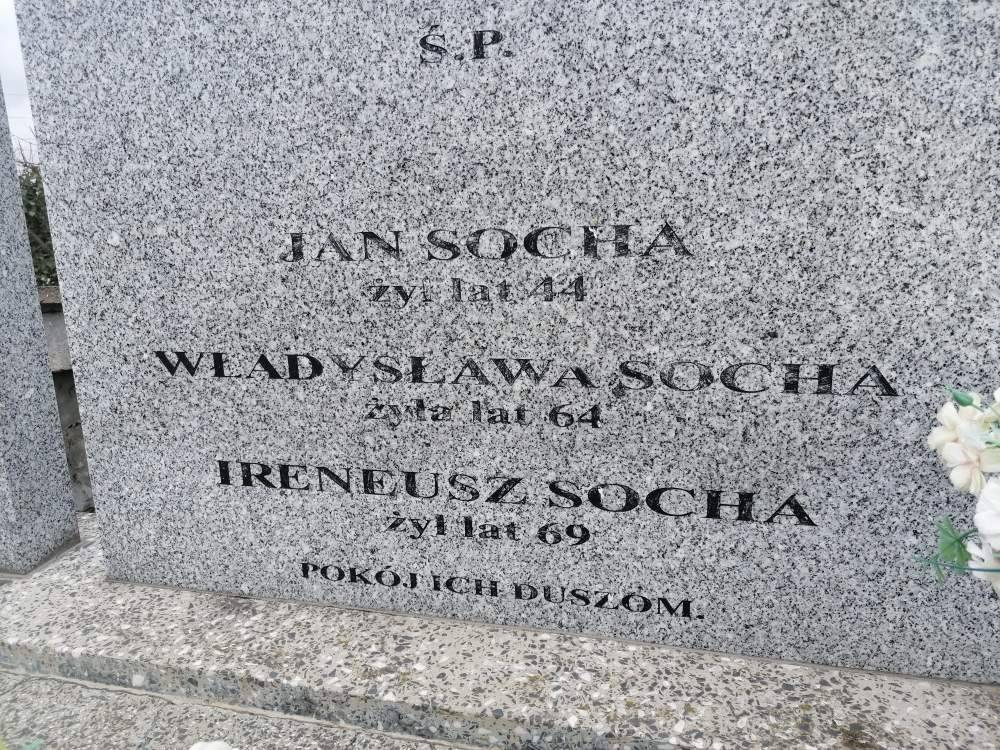 Ś.P.
JAN SOCHA
żył lat 44
WŁADYSŁAWA SOCHA
żyła lat 64
IRENEUSZ SOCHA
żył lat 69
POKÓJ ICH DUSZOM.